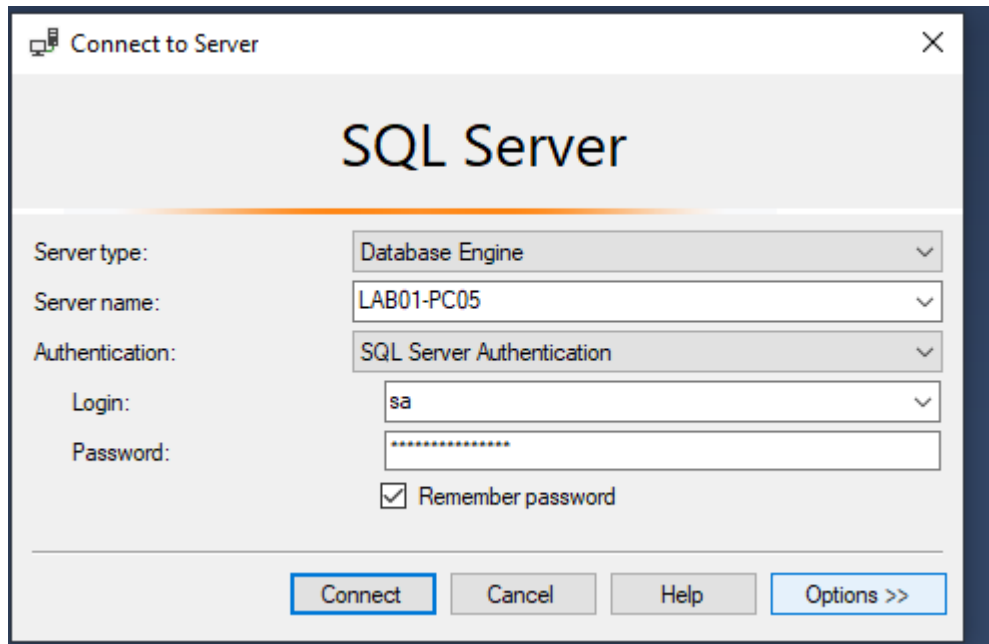 Connect to Server
SQL Server
Server type: Database Engine
Server name: LAB01-PC05
Authentication: SQL Server Authentication
Login: sa
Password: ***************
Remember password
Connect Cancel Help Options >>